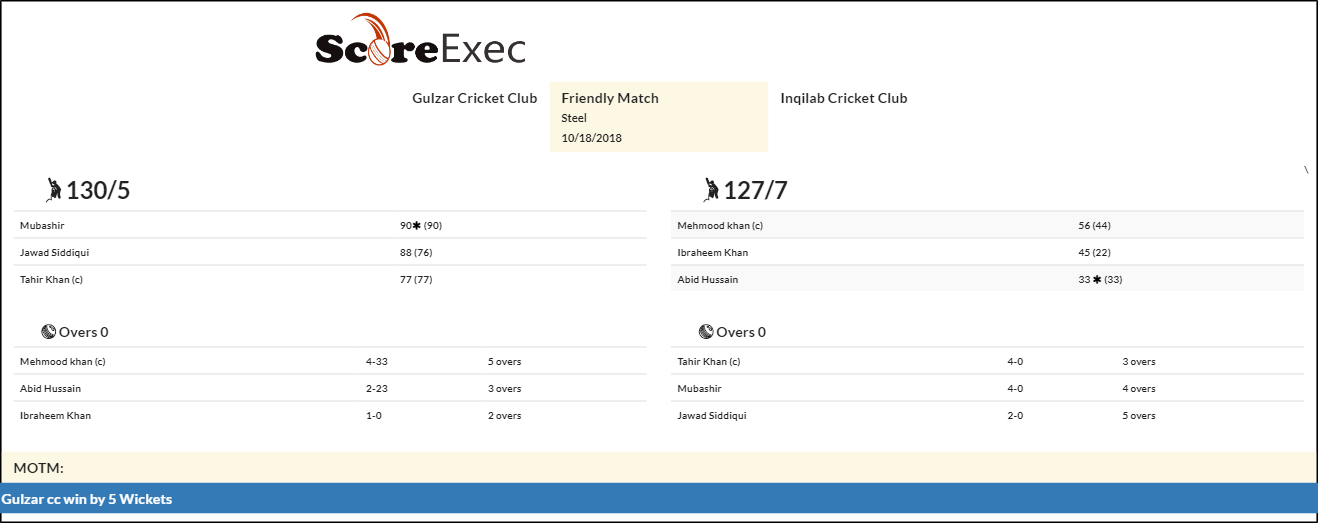 ScoreExec
Gulzar Cricket Club
Friendly Match
Steel
10/18/2018
Inqilab Cricket Club
\
130/5
Mubashir 90✱ (90)
Jawad Siddiqui 88 (76)
Tahir Khan (c) 77 (77)
Overs 0
Mehmood khan (c) 4-33 5 overs
Abid Hussain 2-23 3 overs
Ibraheem Khan 1-0 2 overs
127/7
Mehmood khan (c) 56 (44)
Ibraheem Khan 45 (22)
Abid Hussain 33 ✱ (33)
Overs 0
Tahir Khan (c) 4-0 3 overs
Mubashir 4-0 4 overs
Jawad Siddiqui 2-0 5 overs
MOTM:
Gulzar cc win by 5 Wickets